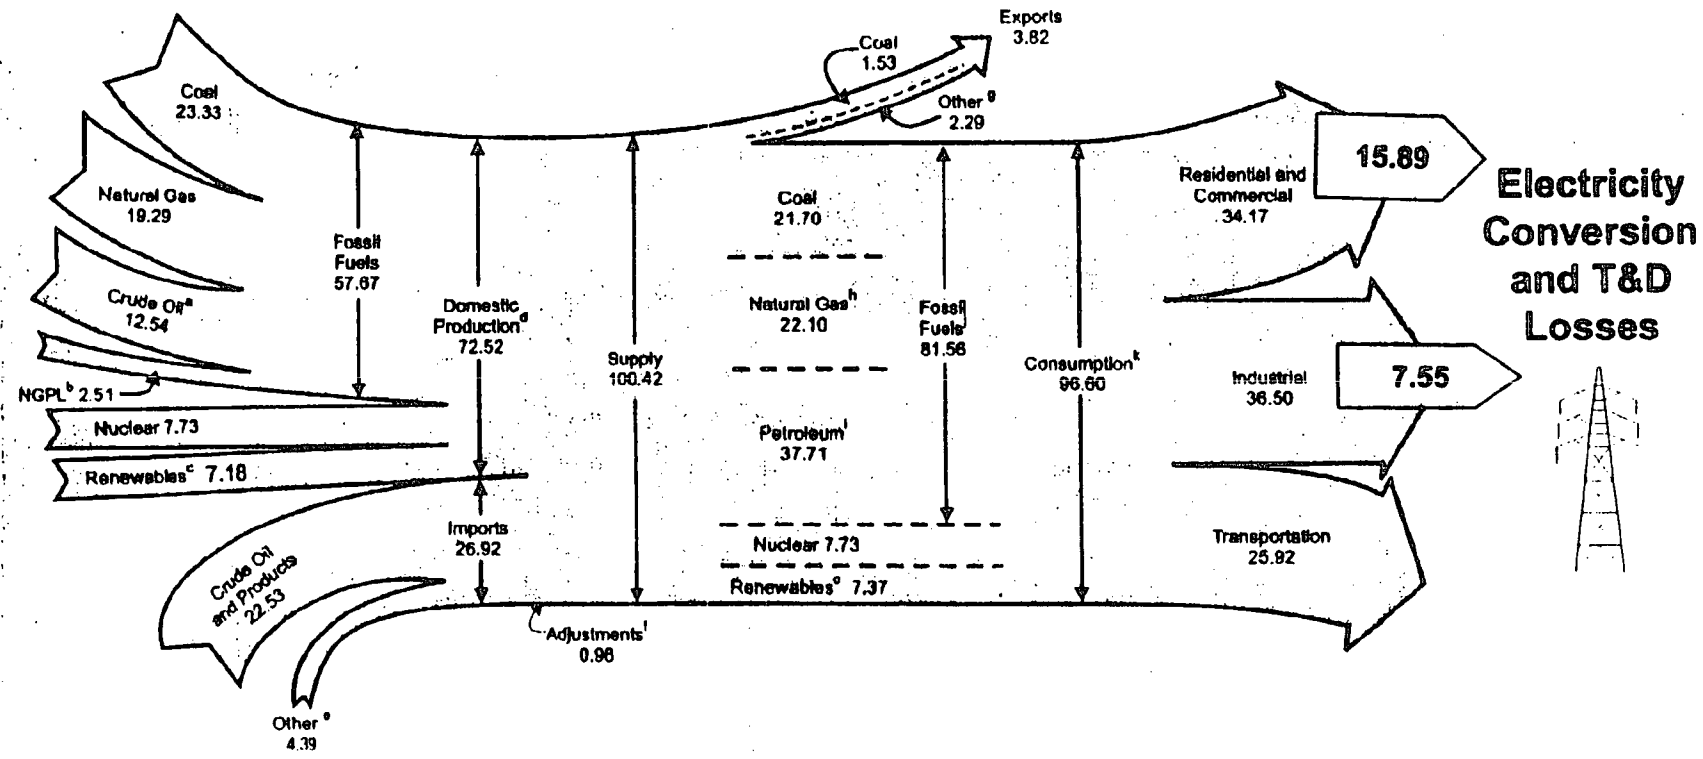 Exports
3.82
Coal
1.53
Other g
2.29
Coal
23.33
Natural Gas
19.29
Crude Oil a
12.54
NGPL b 2.51
Nuclear 7.73
Renewables c 7.18
Fossil
Fuels
57.67
Domestic
Production d
72.52
Imports
26.92
Crude Oil
and Products
22.53
Other e
4.39
Adjustments f
0.98
Supply
100.42
Coal
21.70
Natural Gas h
22.10
Petroleum i
37.71
Nuclear 7.73
Renewables c 7.37
Fossil
Fuels j
81.56
Consumption k
96.60
Residential and
Commercial
34.17
15.89
Industrial
36.50
7.55
Transportation
25.92
Electricity
Conversion
and T&D
Losses